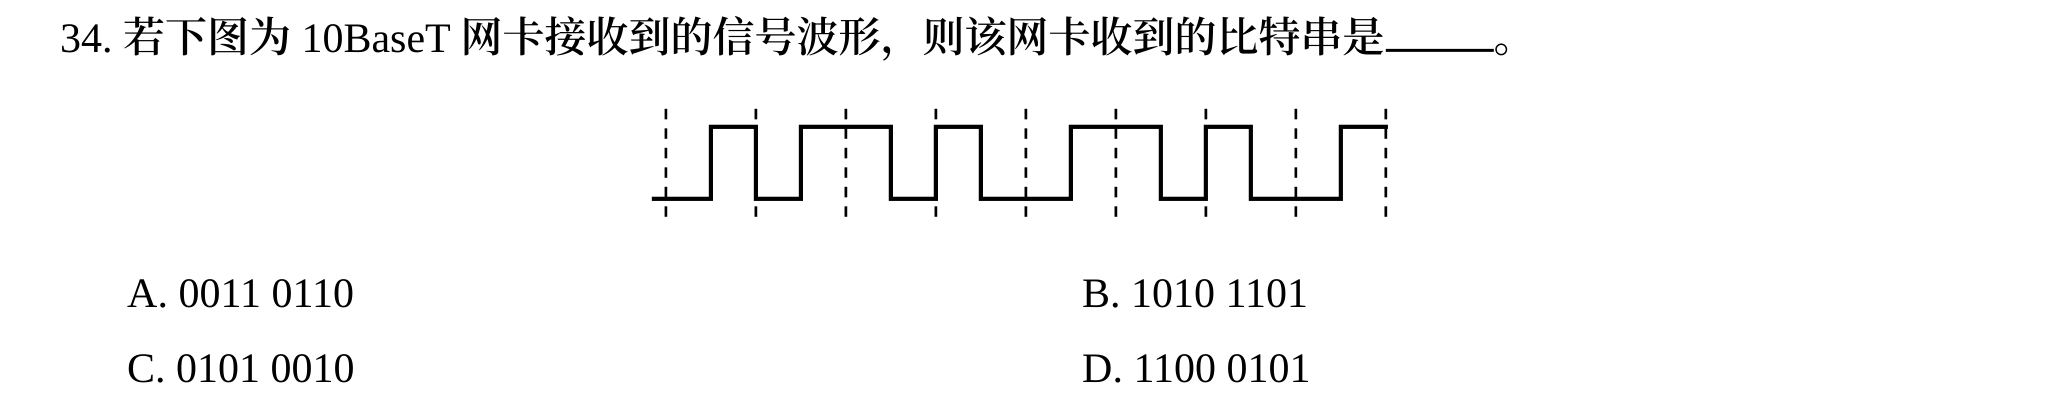 34. 若下图为 10BaseT 网卡接收到的信号波形，则该网卡收到的比特串是_____。
A. 0011 0110
B. 1010 1101
C. 0101 0010
D. 1100 0101